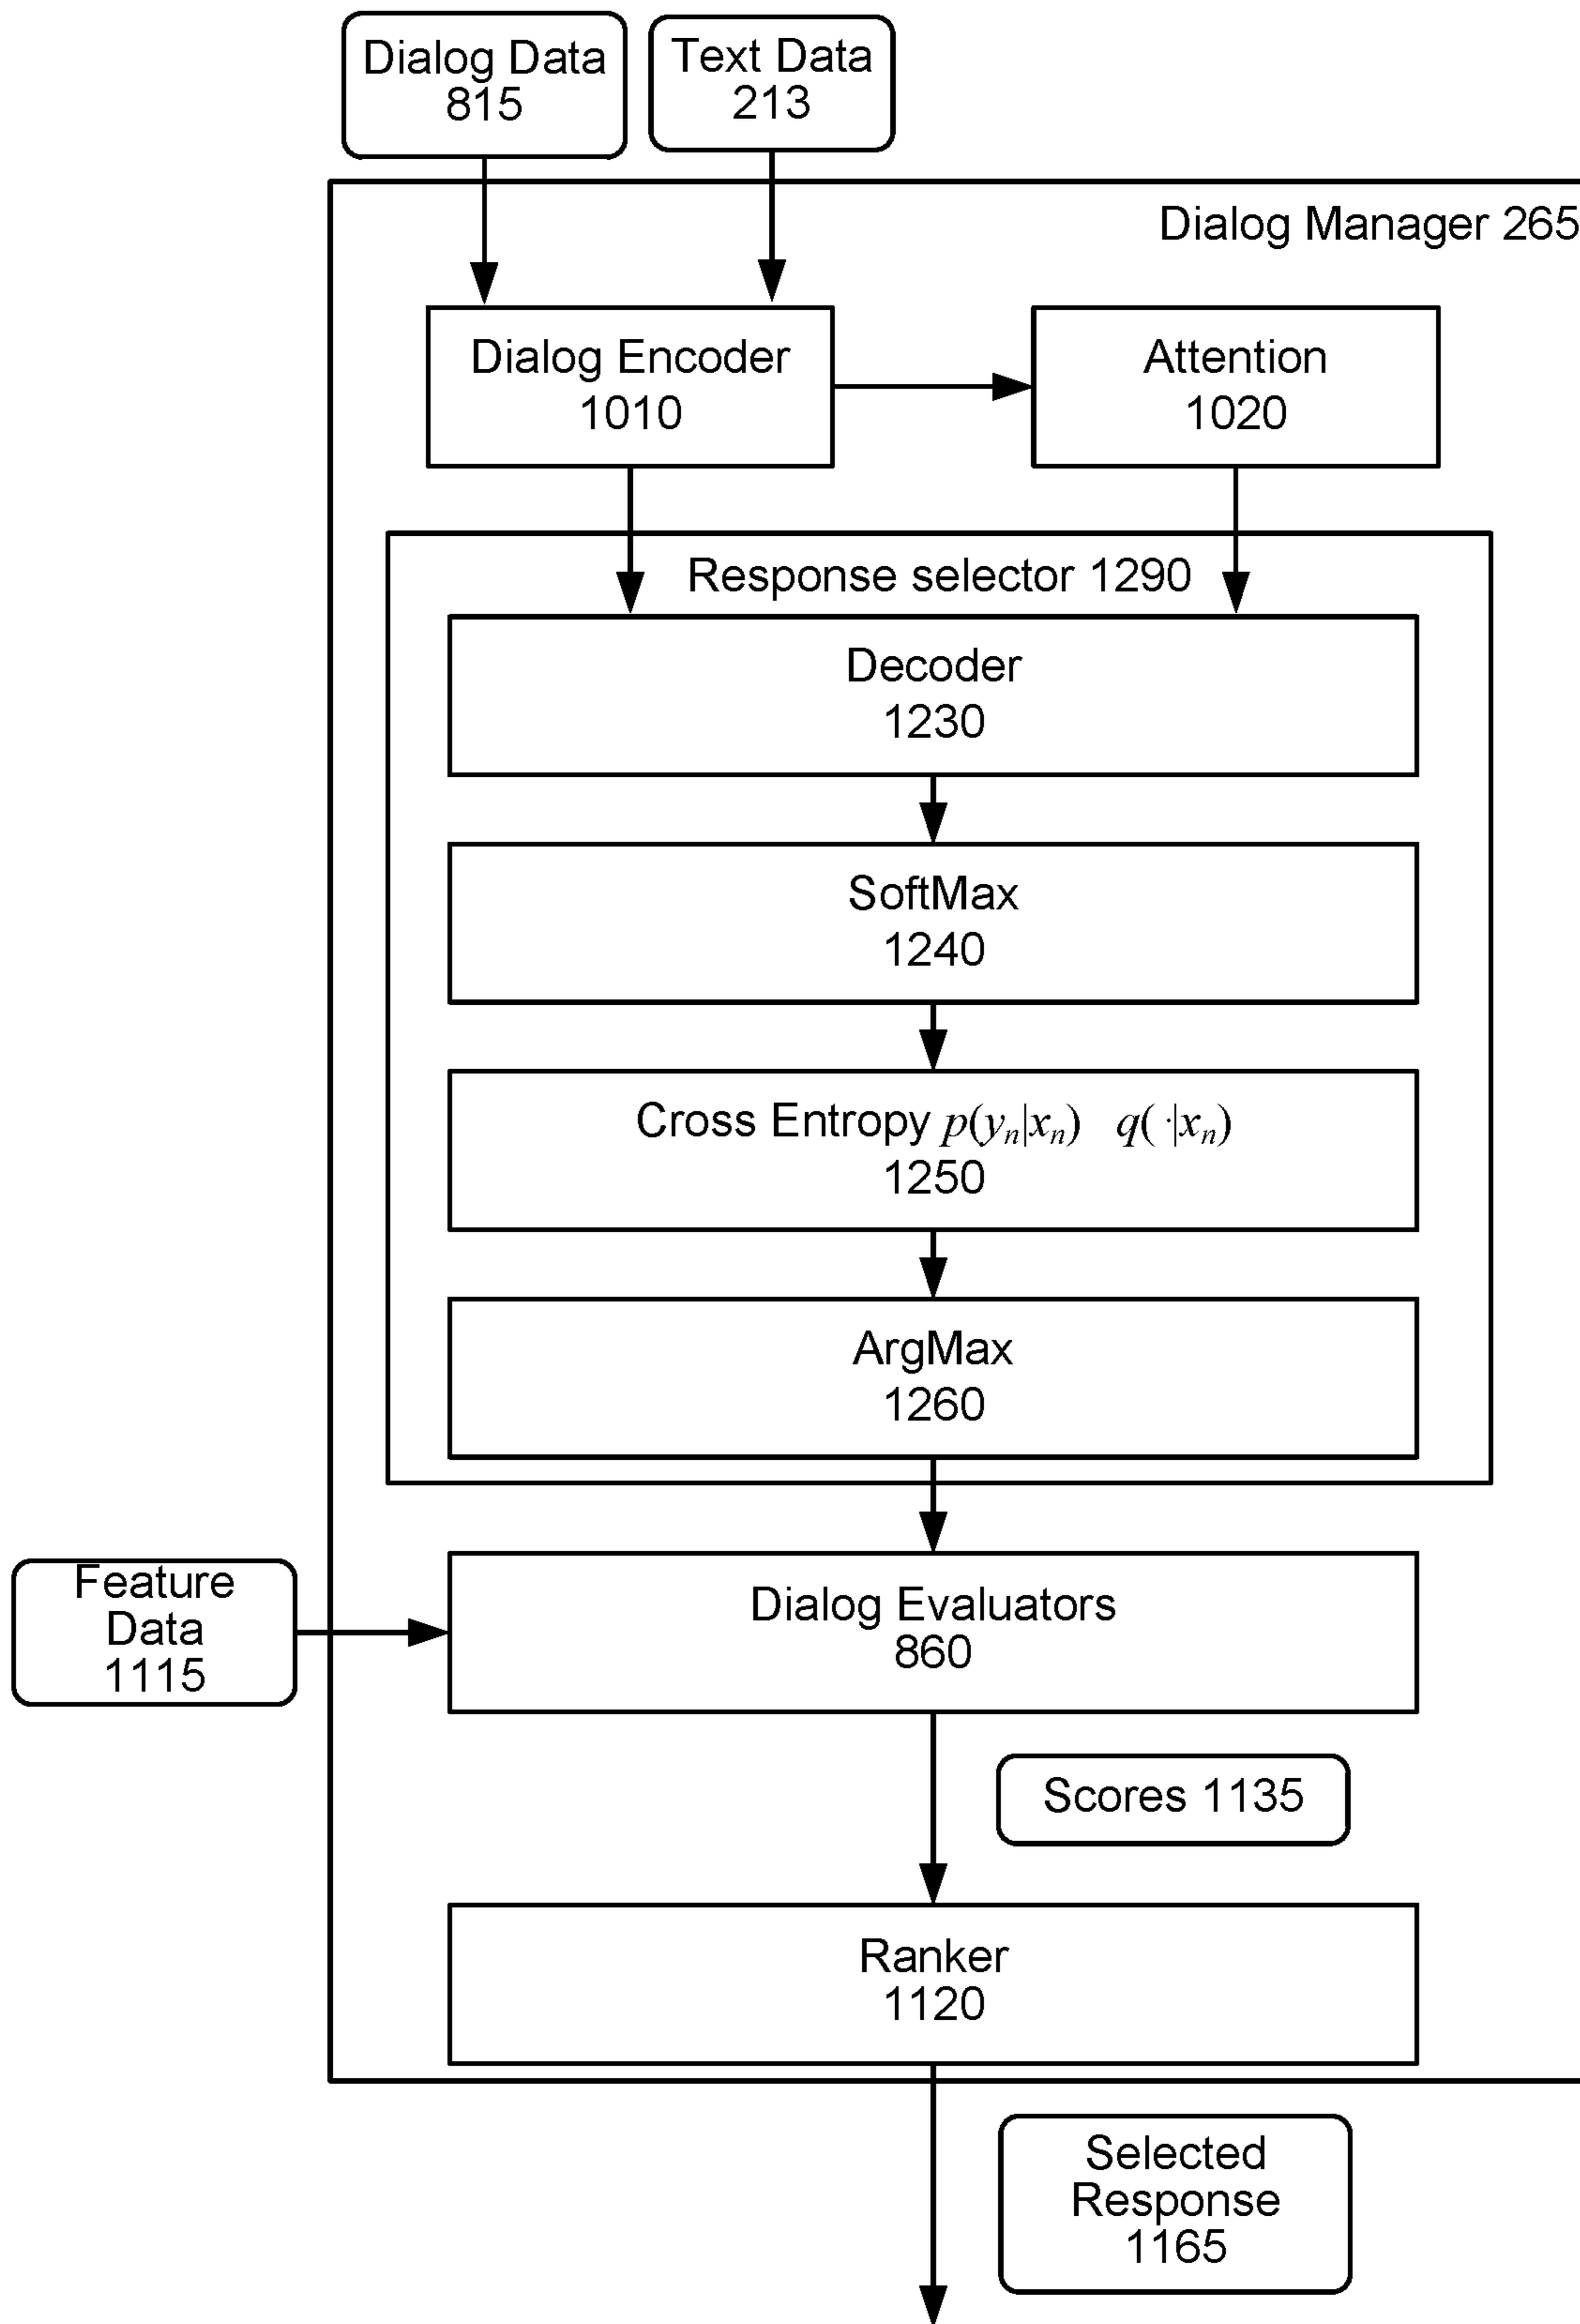 Dialog Data
815
Text Data
213
Dialog Manager 265
Dialog Encoder
1010
Attention
1020
Response selector 1290
Decoder
1230
SoftMax
1240
Cross Entropy p(yₙ|xₙ) q( ·|xₙ)
1250
ArgMax
1260
Feature
Data
1115
Dialog Evaluators
860
Scores 1135
Ranker
1120
Selected
Response
1165